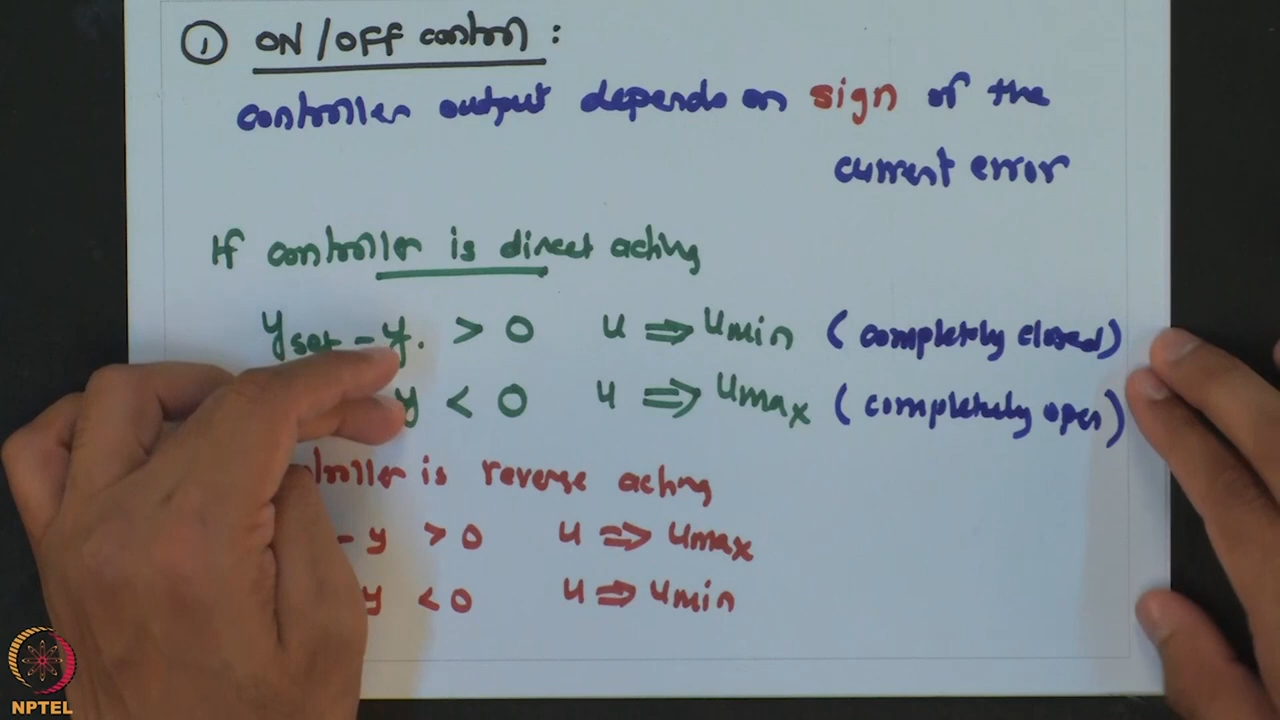 ① ON/OFF control :
controller output depends on sign of the
current error
If controller is direct acting
yset - y. > 0 u ⇒ umin (completely closed)
y < 0 u ⇒ umax (completely open)
is reverse acting
- y > 0 u ⇒ umax
y < 0 u ⇒ umin
NPTEL